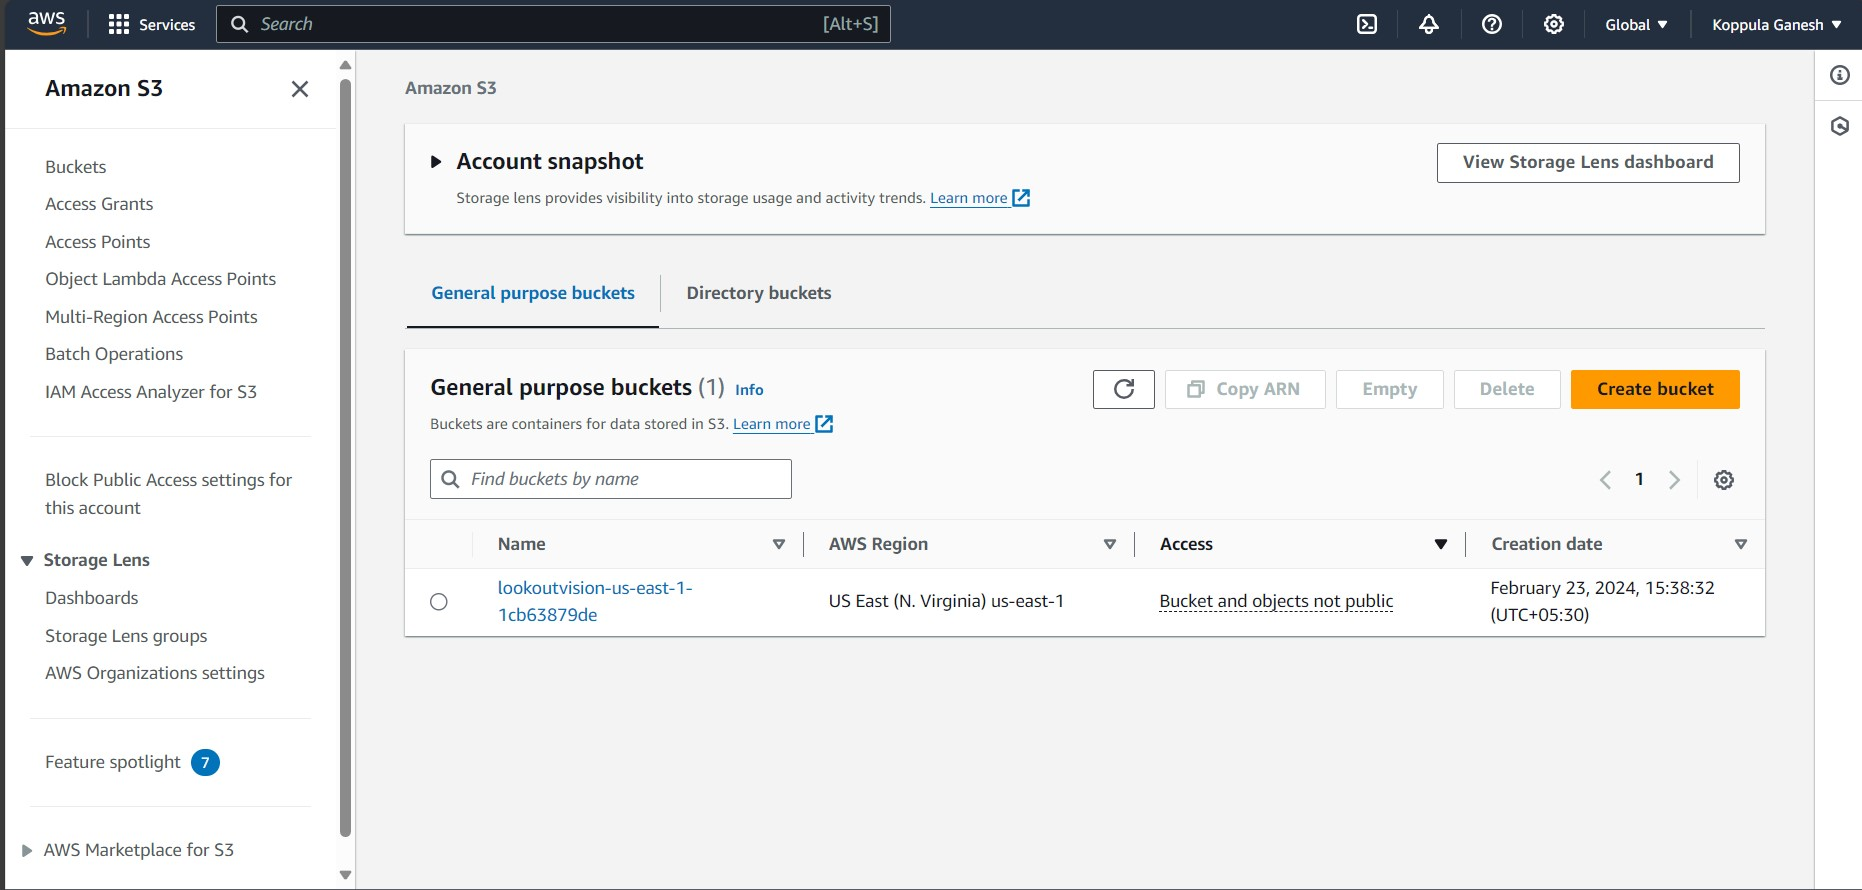 aws
Services
Search
[Alt+S]
Global
Koppula Ganesh
Amazon S3
Buckets
Access Grants
Access Points
Object Lambda Access Points
Multi-Region Access Points
Batch Operations
IAM Access Analyzer for S3
Block Public Access settings for
this account
Storage Lens
Dashboards
Storage Lens groups
AWS Organizations settings
Feature spotlight 7
AWS Marketplace for S3
Amazon S3
Account snapshot
View Storage Lens dashboard
Storage lens provides visibility into storage usage and activity trends. Learn more
General purpose buckets
Directory buckets
General purpose buckets (1) Info
Copy ARN
Empty
Delete
Create bucket
Buckets are containers for data stored in S3. Learn more
Find buckets by name
1
Name
AWS Region
Access
Creation date
lookoutvision-us-east-1-
1cb63879de
US East (N. Virginia) us-east-1
Bucket and objects not public
February 23, 2024, 15:38:32
(UTC+05:30)